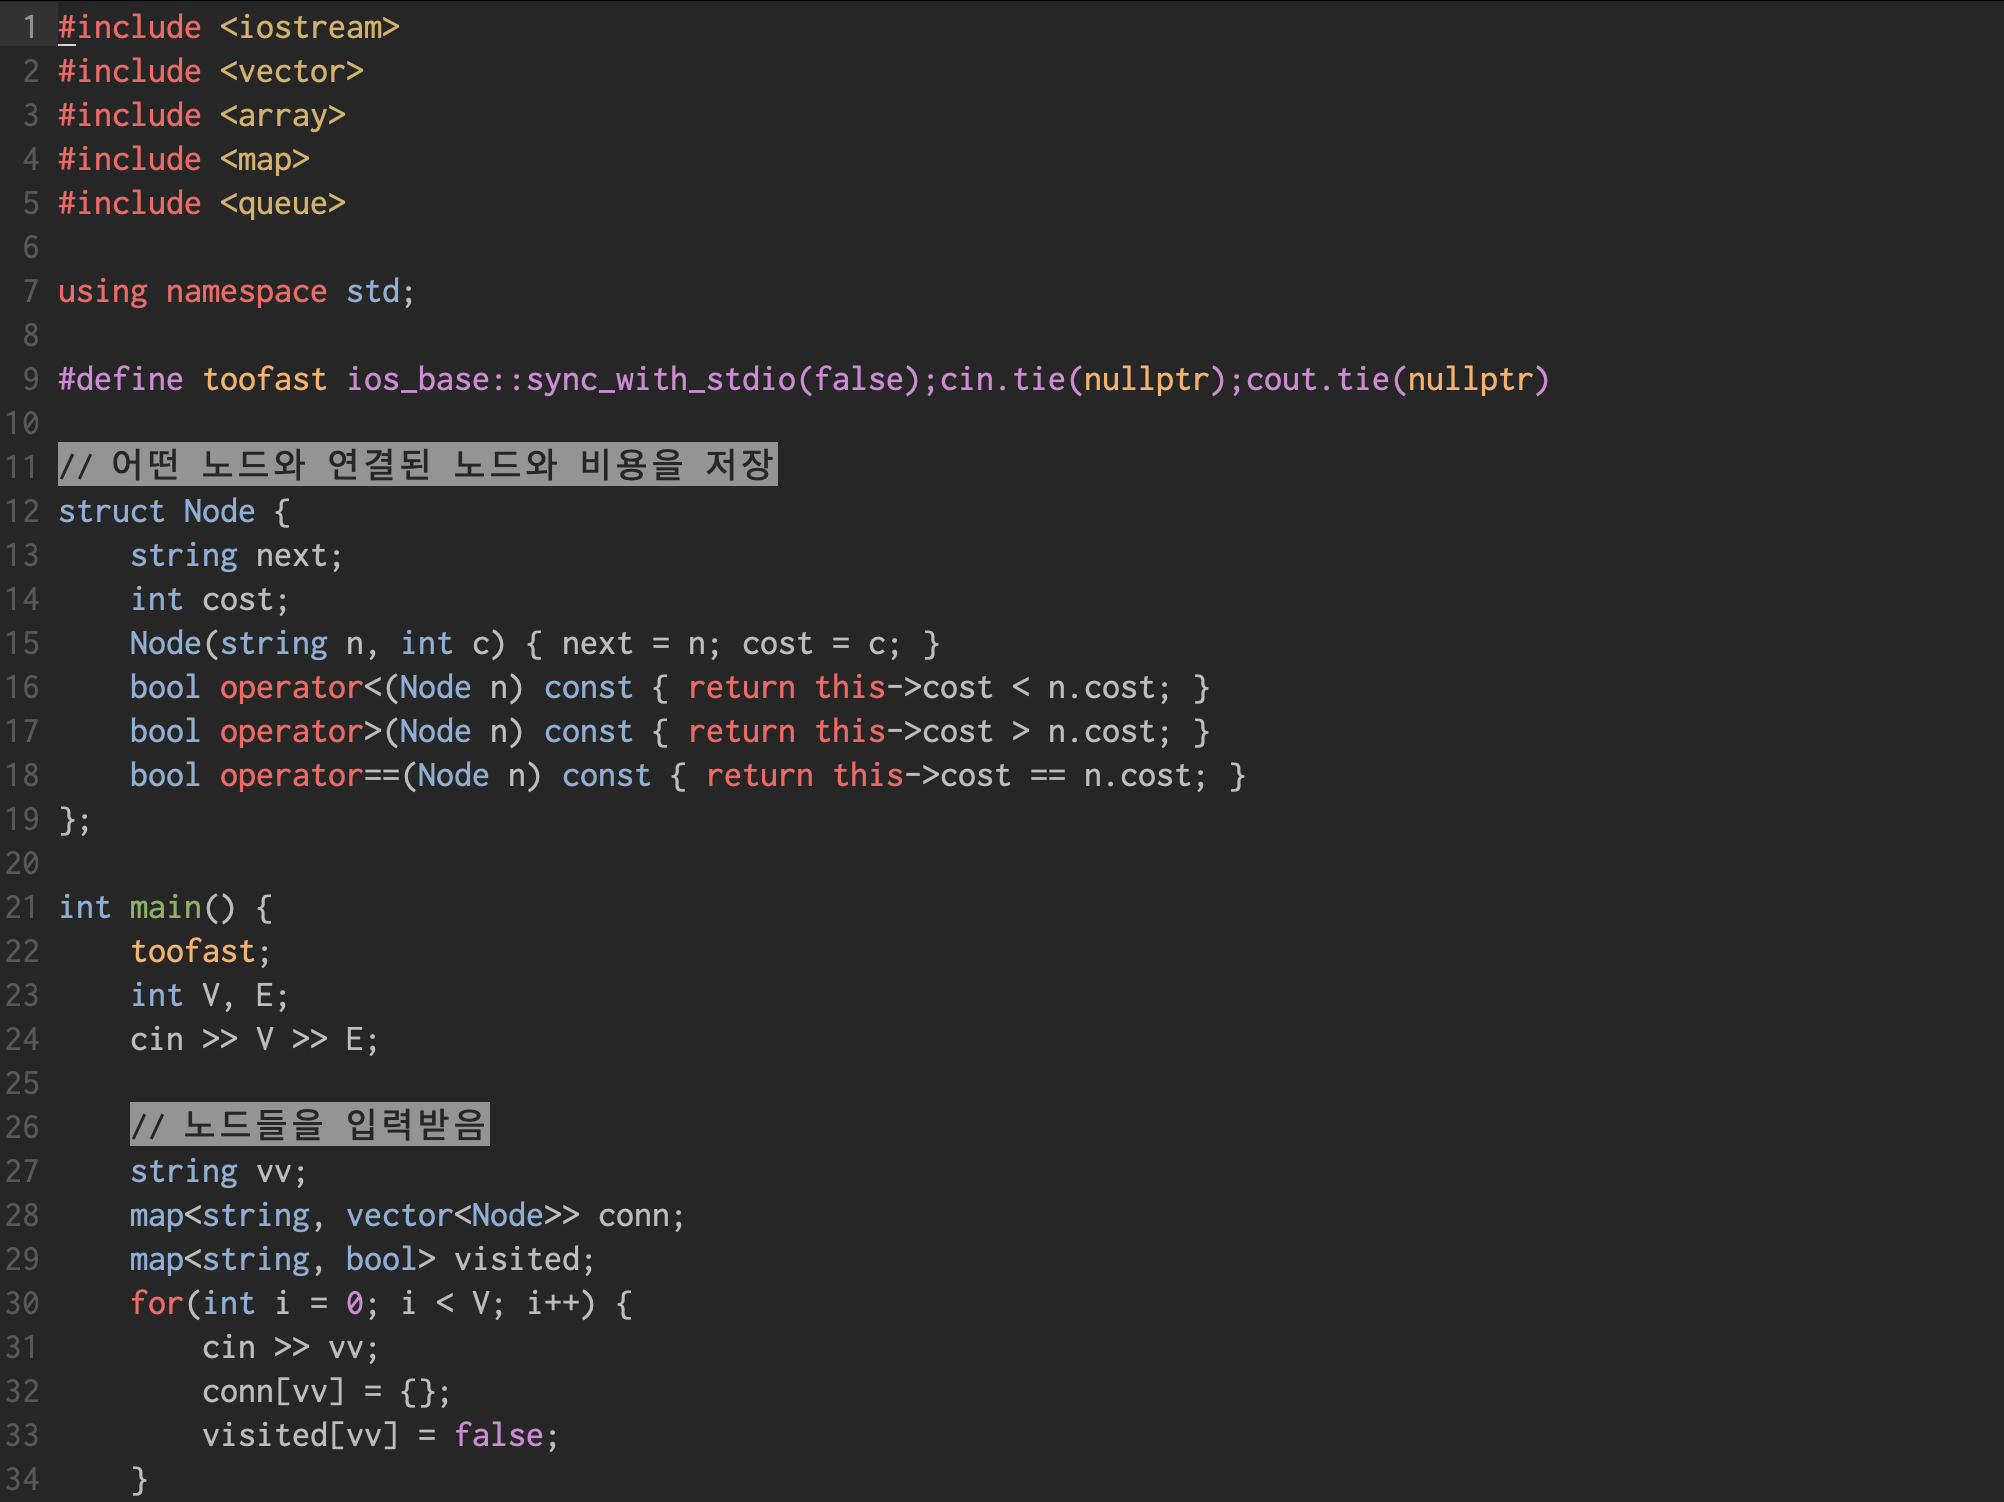 1 #include <iostream>
2 #include <vector>
3 #include <array>
4 #include <map>
5 #include <queue>
6
7 using namespace std;
8
9 #define toofast ios_base::sync_with_stdio(false);cin.tie(nullptr);cout.tie(nullptr)
10
11 // 어떤 노드와 연결된 노드와 비용을 저장
12 struct Node {
13     string next;
14     int cost;
15     Node(string n, int c) { next = n; cost = c; }
16     bool operator<(Node n) const { return this->cost < n.cost; }
17     bool operator>(Node n) const { return this->cost > n.cost; }
18     bool operator==(Node n) const { return this->cost == n.cost; }
19 };
20
21 int main() {
22     toofast;
23     int V, E;
24     cin >> V >> E;
25
26     // 노드들을 입력받음
27     string vv;
28     map<string, vector<Node>> conn;
29     map<string, bool> visited;
30     for(int i = 0; i < V; i++) {
31         cin >> vv;
32         conn[vv] = {};
33         visited[vv] = false;
34     }